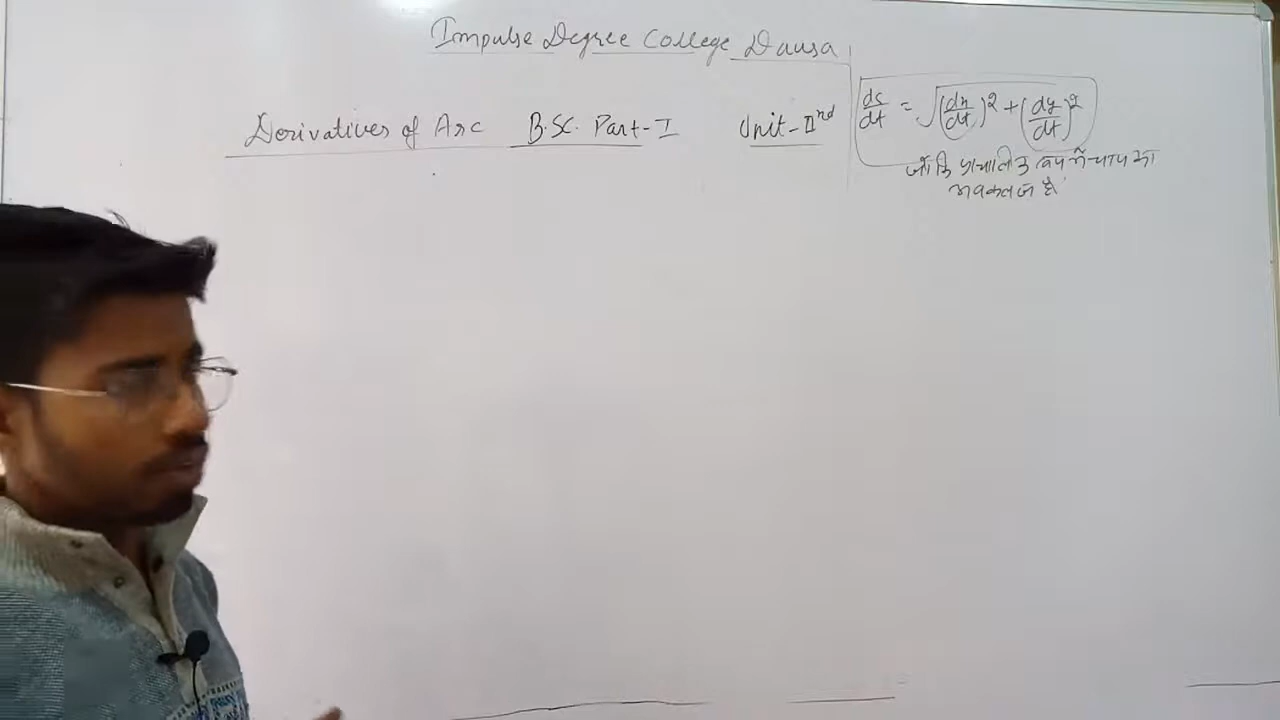 Impulse Degree College Dausa
Derivatives of Arc B.Sc. Part-I Unit-IInd
ds/dt = √(dx/dt)² + (dy/dt)²
जो कि प्राचालिक रूप में चाप का
अवकलज है